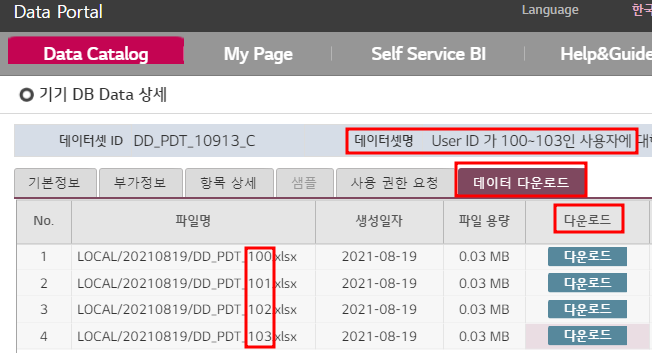 Data Portal
Language
Data Catalog My Page Self Service BI Help&Guide
기기 DB Data 상세
데이터셋 ID DD_PDT_10913_C 데이터셋명 User ID 가 100~103인 사용자에
기본정보 부가정보 항목 상세 샘플 사용 권한 요청 데이터 다운로드
No. 파일명 생성일자 파일 용량 다운로드
1 LOCAL/20210819/DD_PDT_100.xlsx 2021-08-19 0.03 MB 다운로드
2 LOCAL/20210819/DD_PDT_101.xlsx 2021-08-19 0.03 MB 다운로드
3 LOCAL/20210819/DD_PDT_102.xlsx 2021-08-19 0.03 MB 다운로드
4 LOCAL/20210819/DD_PDT_103.xlsx 2021-08-19 0.03 MB 다운로드